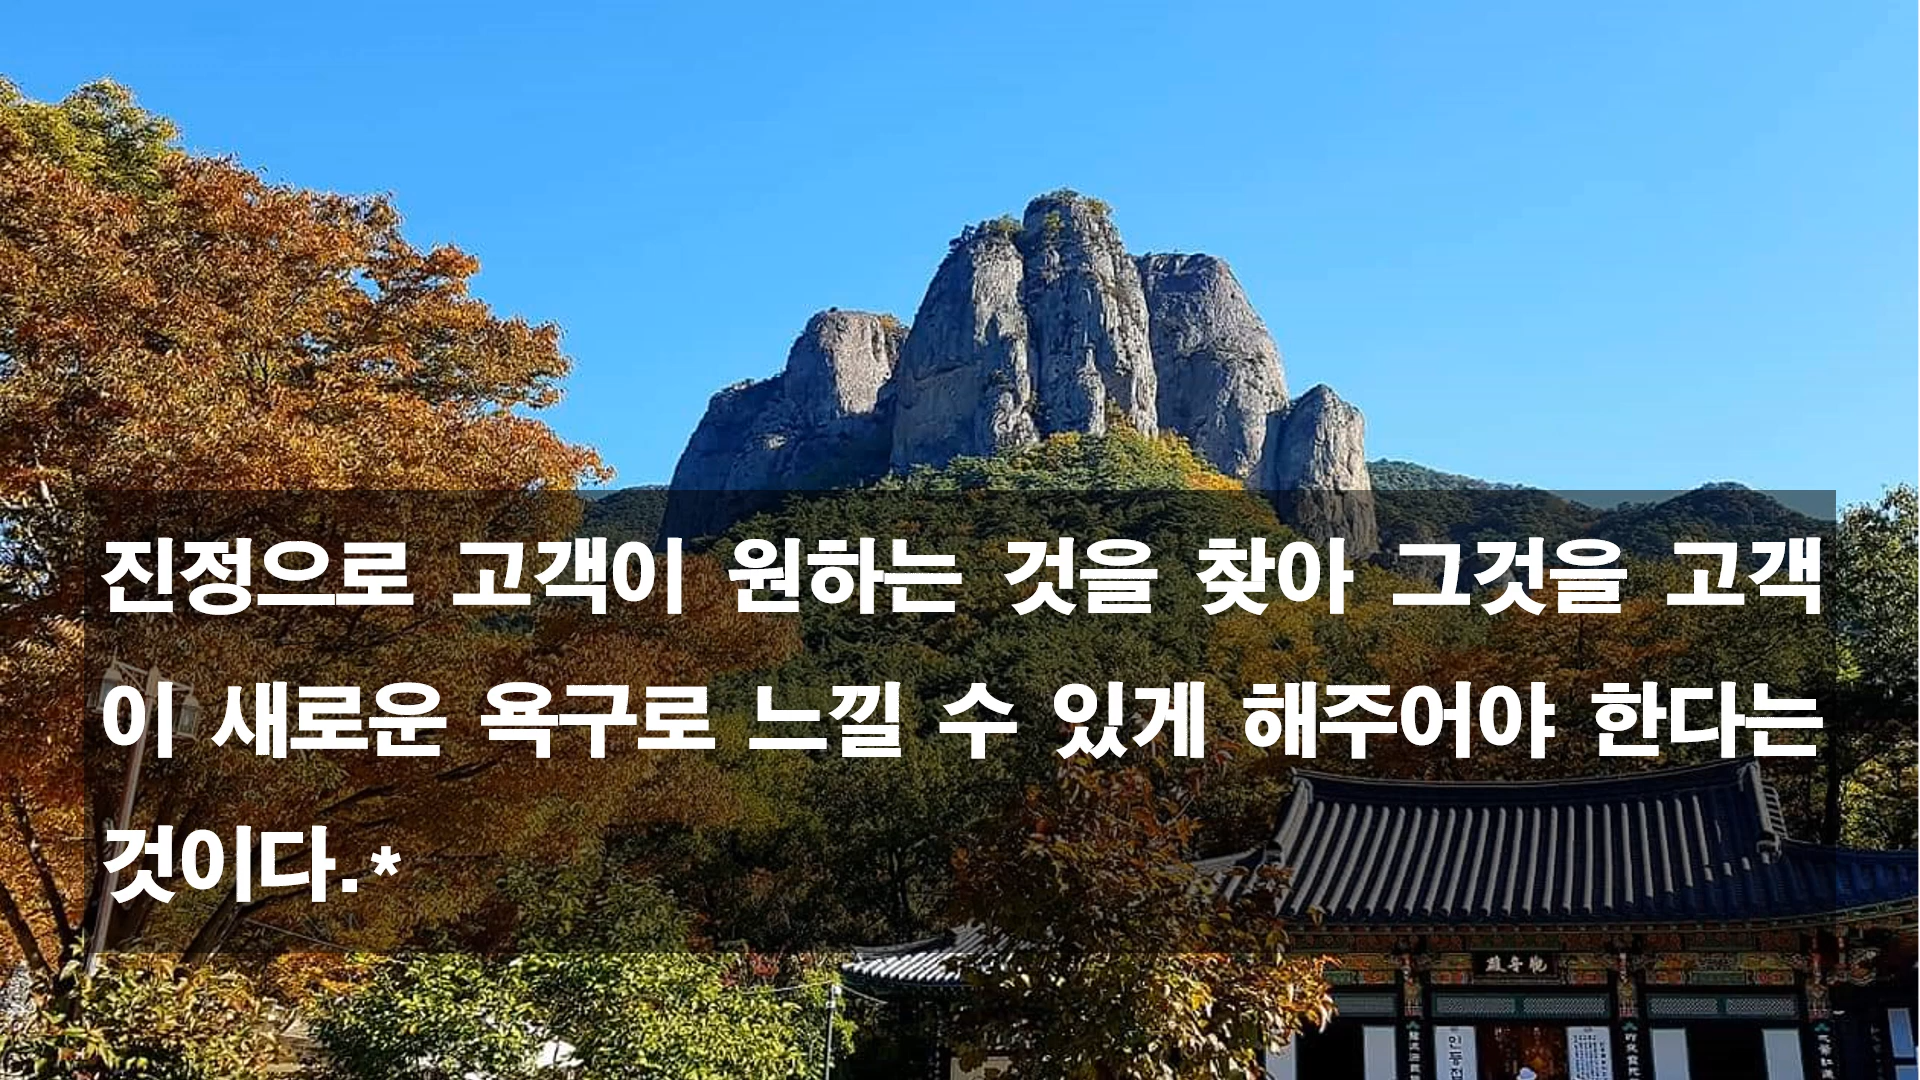 진정으로 고객이 원하는 것을 찾아 그것을 고객
이 새로운 욕구로 느낄 수 있게 해주어야 한다는
것이다.*